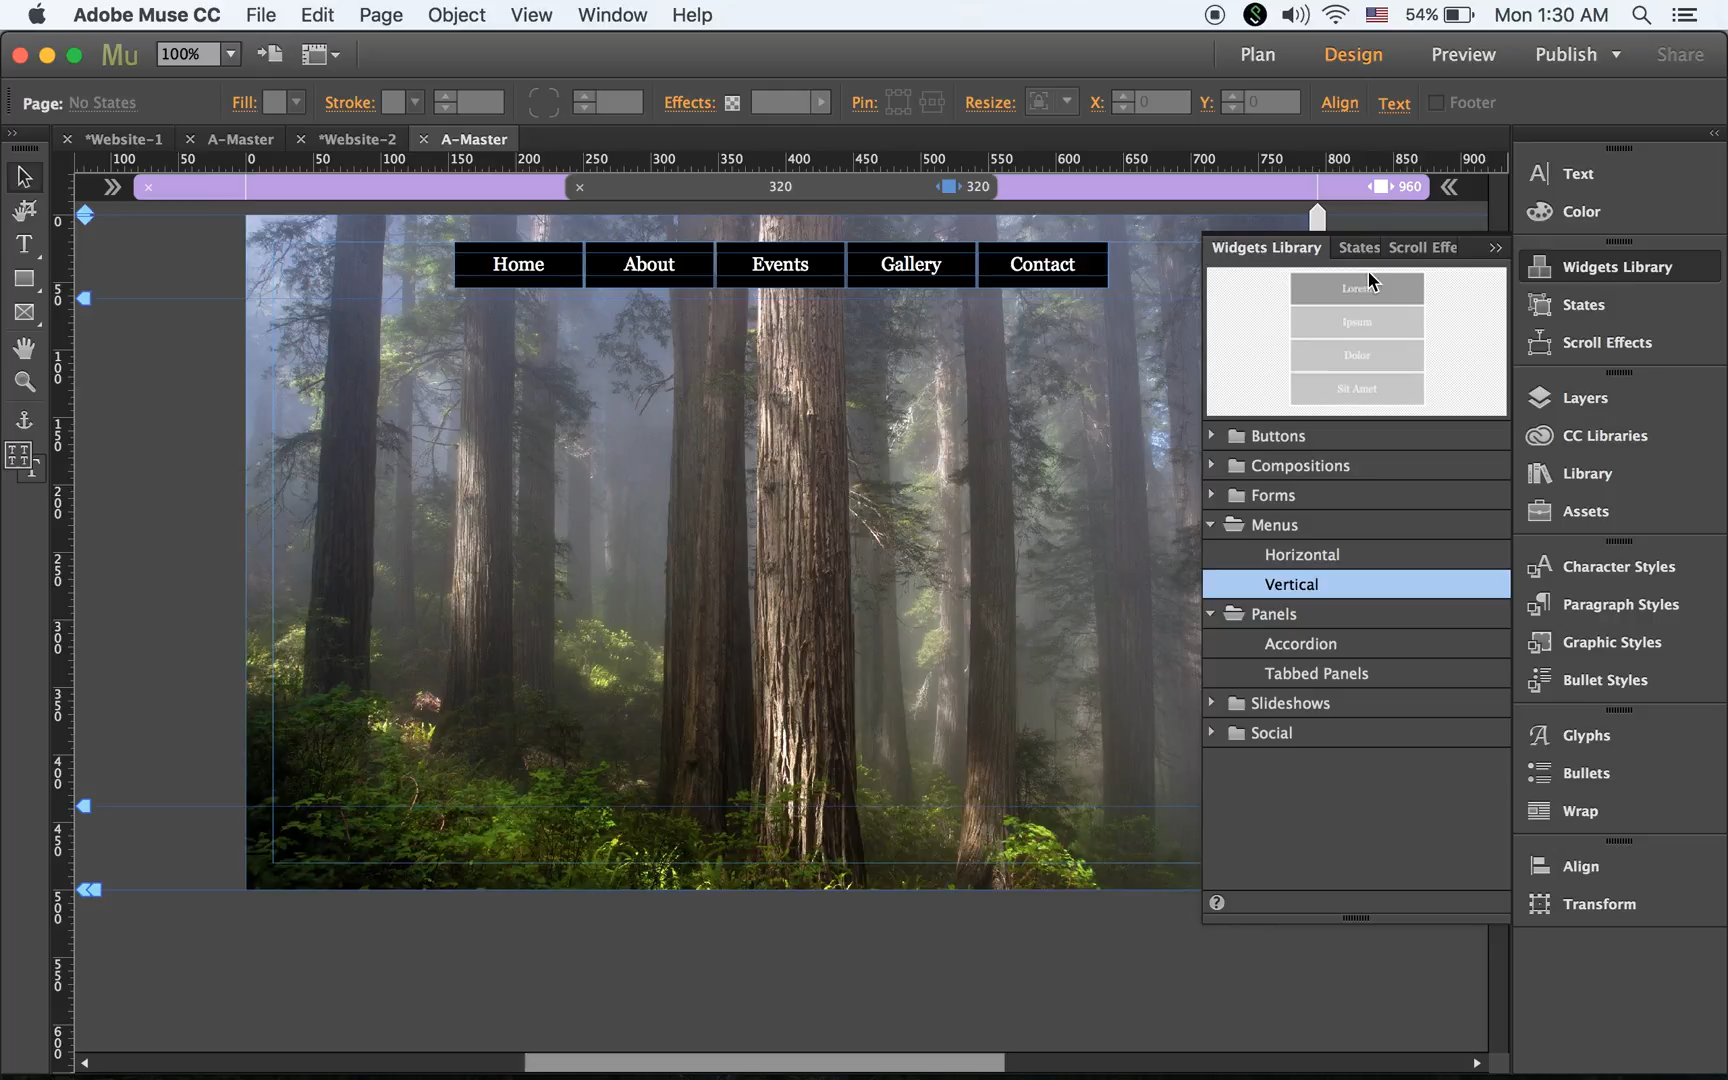 Adobe Muse CC File Edit Page Object View Window Help 54% Mon 1:30 AM
Mu 100% Plan Design Preview Publish Share
Page: No States Fill: Stroke: Effects: Pin: Resize: X: 0 Y: 0 Align Text Footer
*Website-1 A-Master *Website-2 A-Master
100 50 0 50 100 150 200 250 300 350 400 450 500 550 600 650 700 750 800 850 900
320 320 960
Home About Events Gallery Contact
0
50
100
150
200
250
300
350
400
450
500
550
600
Widgets Library States Scroll Effe
Ipsum
Dolor
Sit Amet
Buttons
Compositions
Forms
Menus
Horizontal
Vertical
Panels
Accordion
Tabbed Panels
Slideshows
Social
Text
Color
Widgets Library
States
Scroll Effects
Layers
CC Libraries
Library
Assets
Character Styles
Paragraph Styles
Graphic Styles
Bullet Styles
Glyphs
Bullets
Wrap
Align
Transform